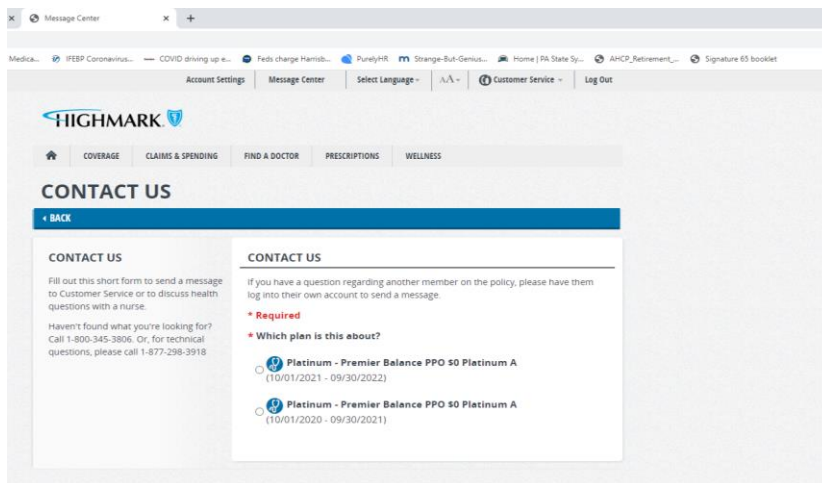 Message Center
Medica... IFEBP Coronavirus... COVID driving up e... Feds charge Harrisb... PurelyHR Strange-But-Genius... Home | PA State Sy... AHCP_Retirement_... Signature 65 booklet
Account Settings Message Center Select Language AA Customer Service Log Out
HIGHMARK.
COVERAGE CLAIMS & SPENDING FIND A DOCTOR PRESCRIPTIONS WELLNESS
CONTACT US
BACK
CONTACT US
Fill out this short form to send a message
to Customer Service or to discuss health
questions with a nurse.
Haven't found what you're looking for?
Call 1-800-345-3806. Or, for technical
questions, please call 1-877-298-3918
CONTACT US
If you have a question regarding another member on the policy, please have them
log into their own account to send a message.
* Required
* Which plan is this about?
Platinum - Premier Balance PPO $0 Platinum A
(10/01/2021 - 09/30/2022)
Platinum - Premier Balance PPO $0 Platinum A
(10/01/2020 - 09/30/2021)